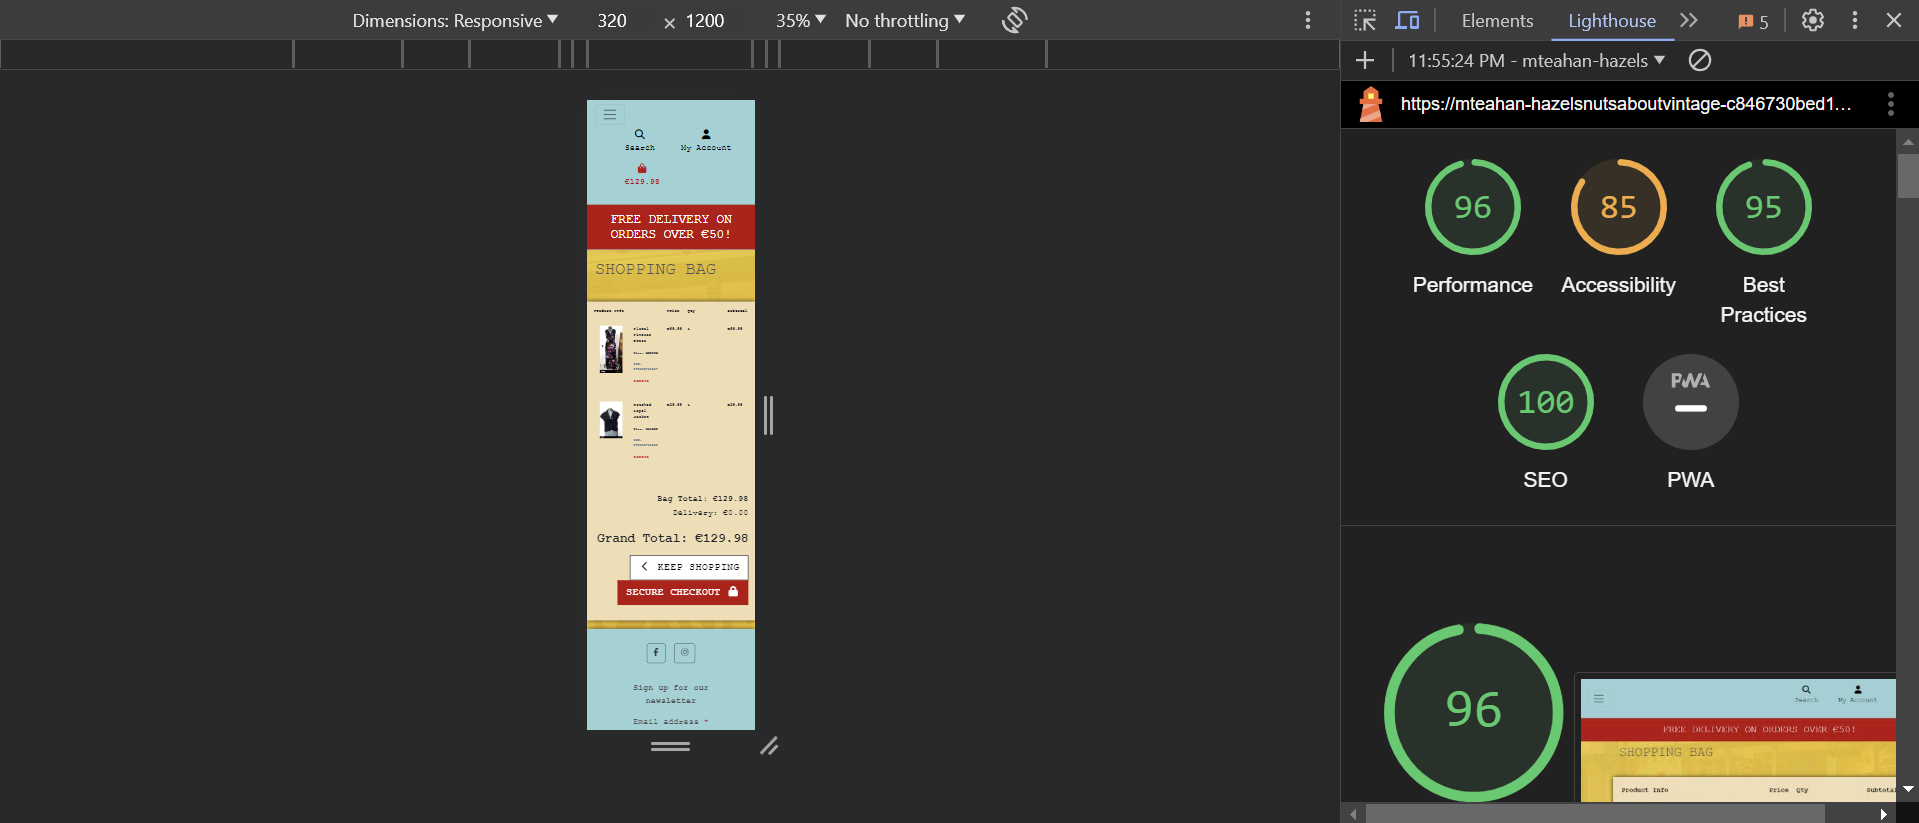 Dimensions: Responsive
320
× 1200
35%
No throttling
Elements
Lighthouse
5
11:55:24 PM - mteahan-hazels
https://mteahan-hazelsnutsaboutvintage-c846730bed1…
Search
My Account
€129.98
FREE DELIVERY ON
ORDERS OVER €50!
SHOPPING BAG
Product Info Price Qty Subtotal
Bag Total: €129.98
Delivery: €0.00
Grand Total: €129.98
KEEP SHOPPING
SECURE CHECKOUT
Sign up for our
newsletter
Email address *
96
Performance
85
Accessibility
95
Best
Practices
100
SEO
PWA
PWA
96
Search
My Account
FREE DELIVERY ON ORDERS OVER €50!
SHOPPING BAG
Product Info Price Qty Subtotal